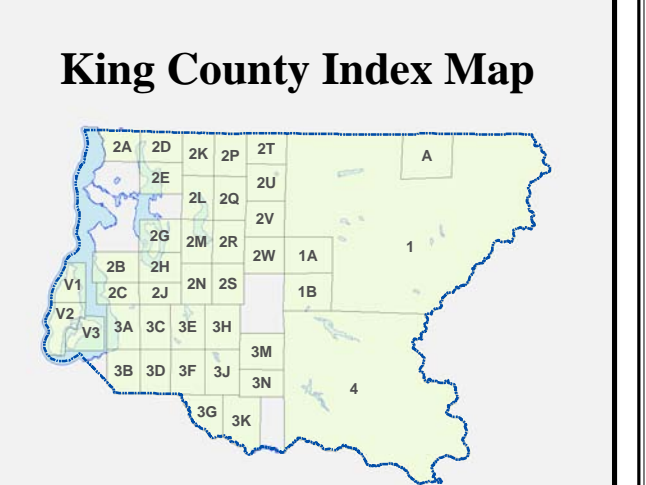 King County Index Map
2A 2D 2K 2P 2T A
2E 2U
2L 2Q
2V
2G 2M 2R 1
2W 1A
2B 2H
V1 2N 2S
2C 2J 1B
V2
V3 3A 3C 3E 3H
3M
3B 3D 3F 3J
3N 4
3G 3K